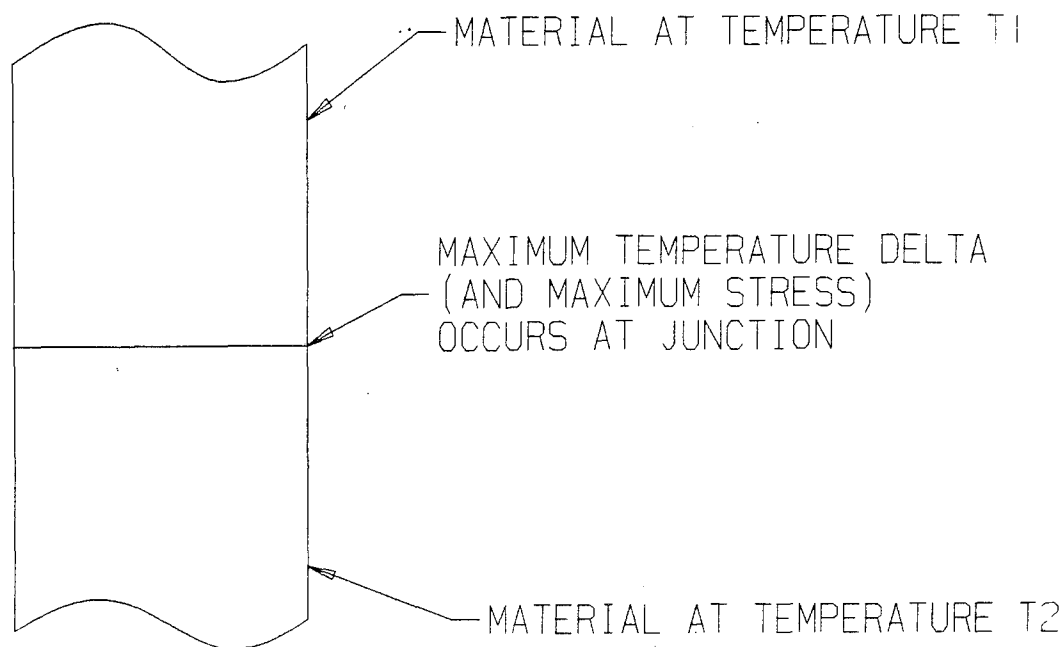 MATERIAL AT TEMPERATURE T1
MAXIMUM TEMPERATURE DELTA
(AND MAXIMUM STRESS)
OCCURS AT JUNCTION
MATERIAL AT TEMPERATURE T2